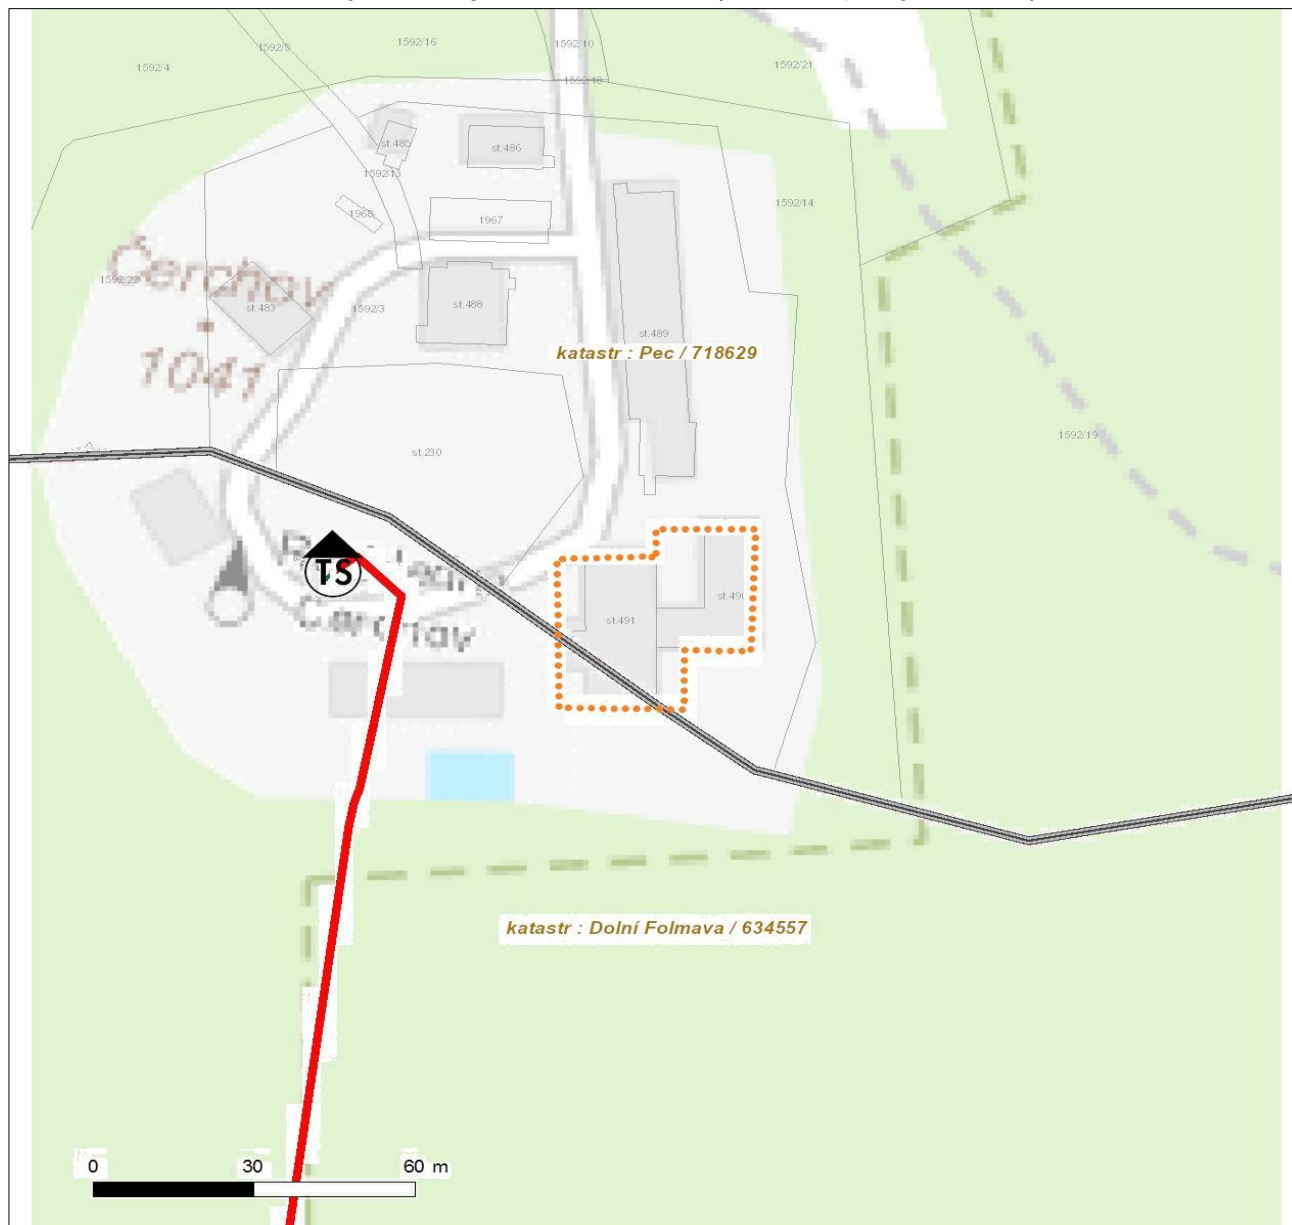 1592/10
1592/16
1592/5
1592/4
1592/21
st.485
st.486
1592/13
1592/14
1968
1967
Čerchov
1592/22
st.483
1592/3
st.488
st.489
katastr : Pec / 718629
1041
1592/19
st.230
TS
st.491
Čerchov
katastr : Dolní Folmava / 634557
0 30 60 m